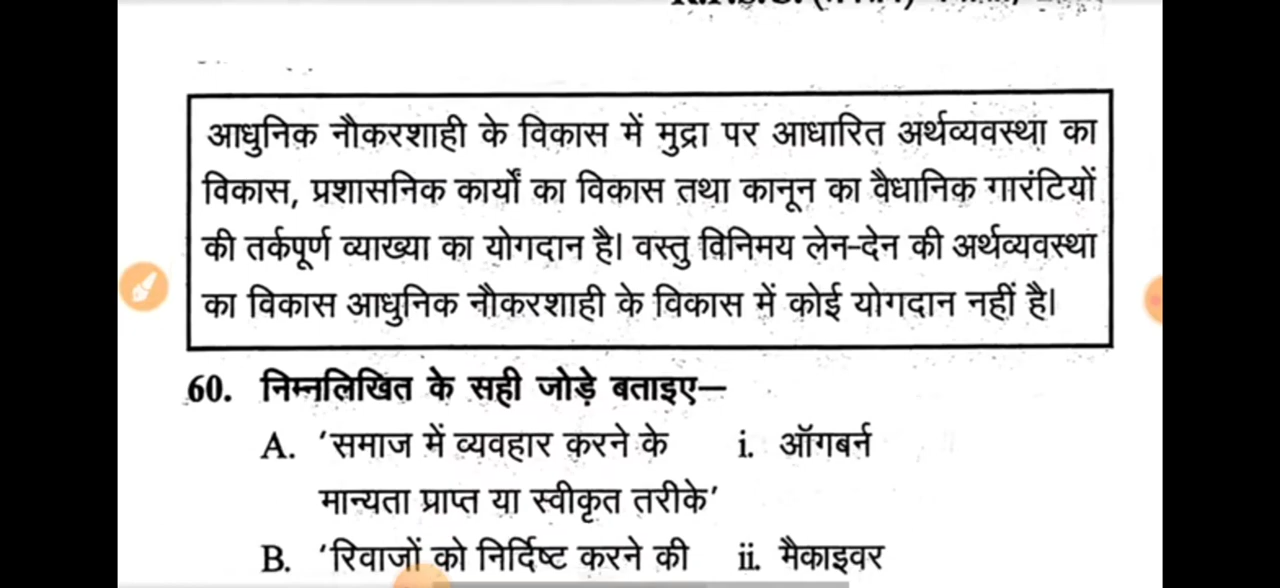 आधुनिक नौकरशाही के विकास में मुद्रा पर आधारित अर्थव्यवस्था का
विकास, प्रशासनिक कार्यों का विकास तथा कानून का वैधानिक गारंटियों
की तर्कपूर्ण व्याख्या का योगदान है। वस्तु विनिमय लेन-देन की अर्थव्यवस्था
का विकास आधुनिक नौकरशाही के विकास में कोई योगदान नहीं है।
60. निम्नलिखित के सही जोड़े बताइए—
A. ‘समाज में व्यवहार करने के i. ऑगबर्न
मान्यता प्राप्त या स्वीकृत तरीके’
B. ‘रिवाजों को निर्दिष्ट करने की ii. मैकाइवर